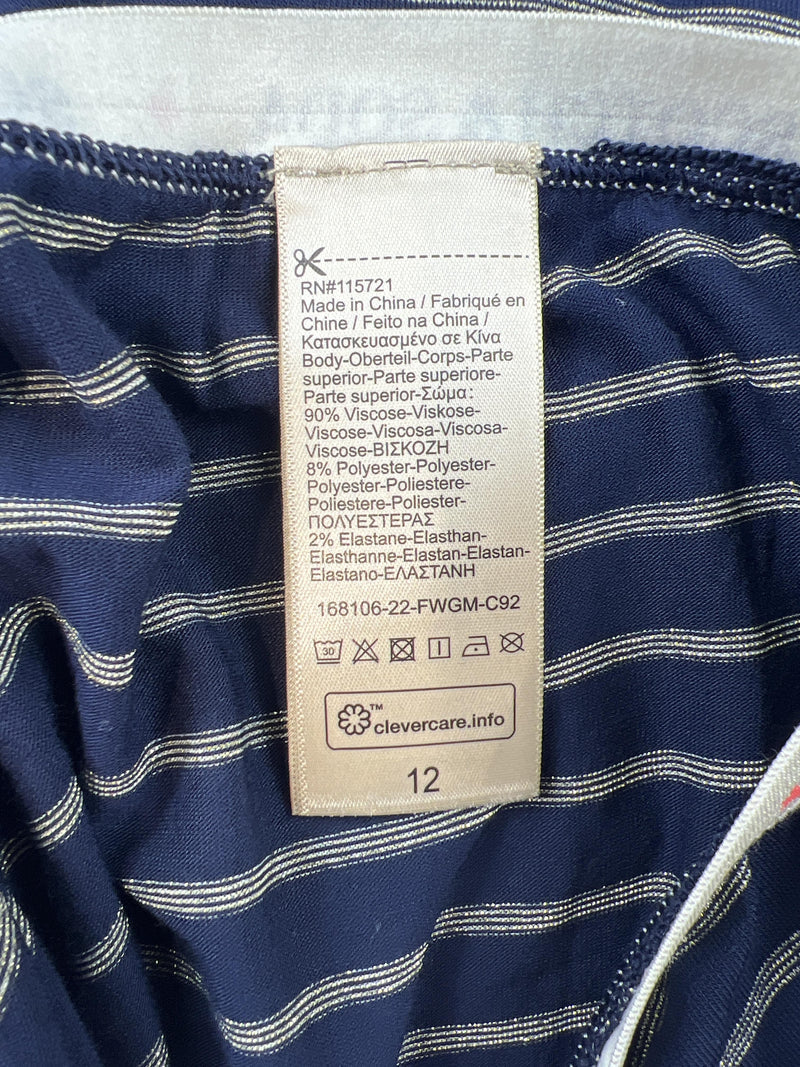 RN#115721
Made in China / Fabriqué en
Chine / Feito na China /
Κατασκευασμένο σε Κίνα
Body-Oberteil-Corps-Parte
superior-Parte superiore-
Parte superior-Σώμα:
90% Viscose-Viskose-
Viscose-Viscosa-Viscosa-
Viscose-ΒΙΣΚΟΖΗ
8% Polyester-Polyester-
Polyester-Poliéster-
Poliestere-Poliester-
ΠΟΛΥΕΣΤΕΡΑΣ
2% Elastane-Elasthan-
Elasthanne-Elastan-Elastan-
Elastano-ΕΛΑΣΤΑΝΗ
168106-22-FWGM-C92
30
™
clevercare.info
12